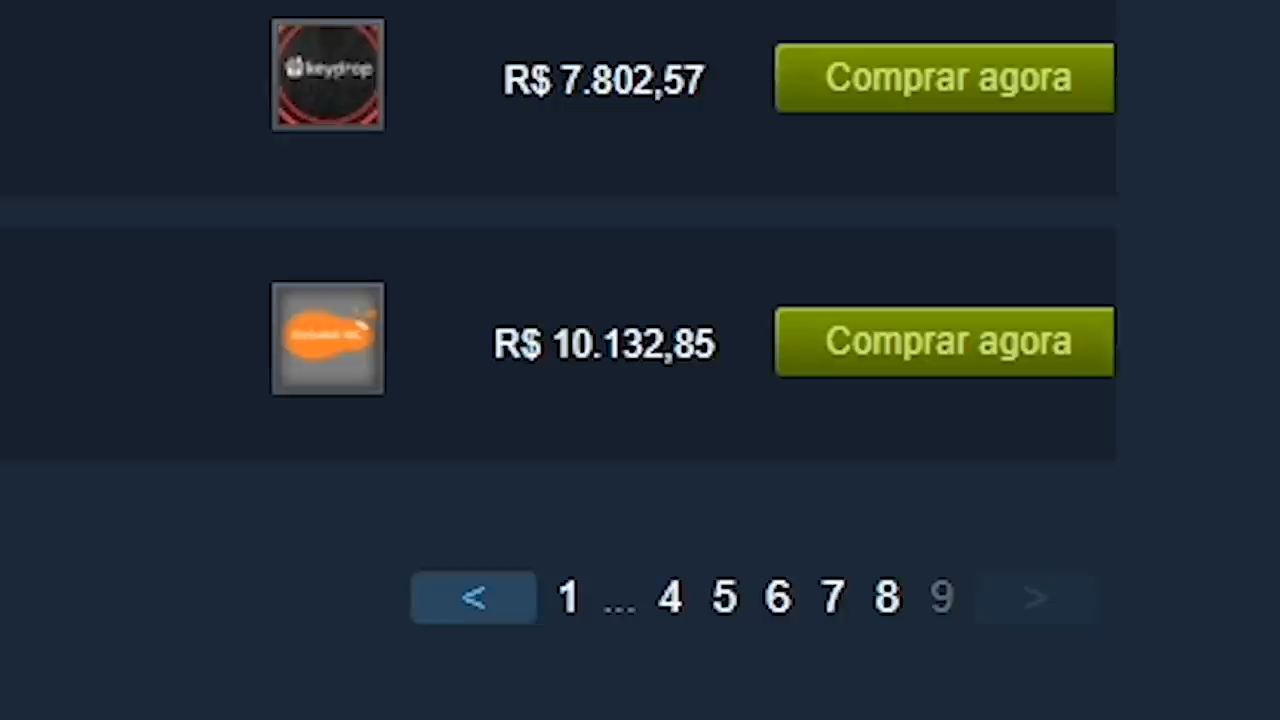 keydrop
R$ 7.802,57
Comprar agora
R$ 10.132,85
Comprar agora
< 1 ... 4 5 6 7 8 9 >